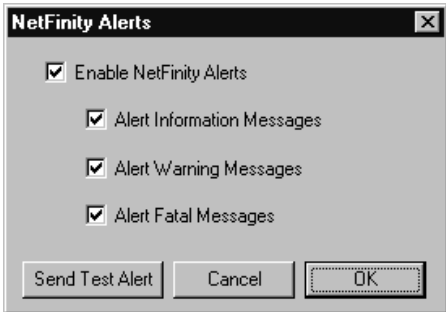 NetFinity Alerts
Enable NetFinity Alerts
Alert Information Messages
Alert Warning Messages
Alert Fatal Messages
Send Test Alert Cancel OK